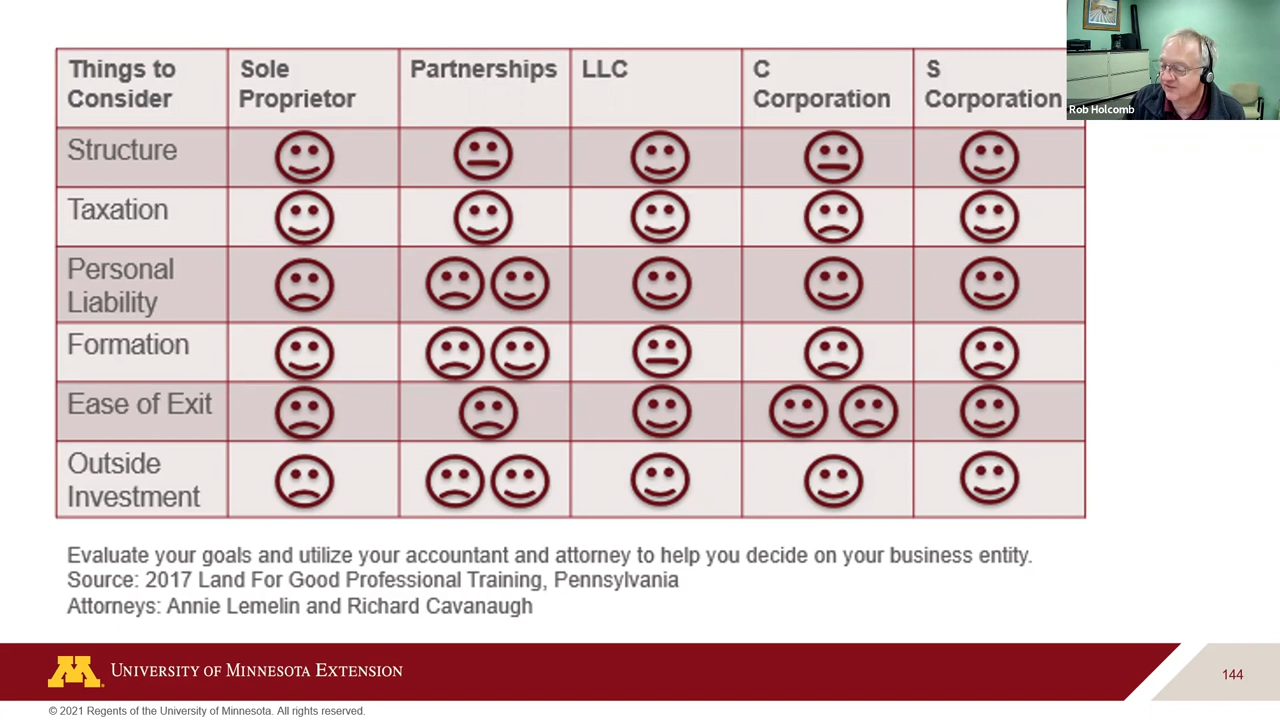 Things to Consider
Sole Proprietor
Partnerships
LLC
C Corporation
S Corporation
Structure
Taxation
Personal Liability
Formation
Ease of Exit
Outside Investment
Evaluate your goals and utilize your accountant and attorney to help you decide on your business entity.
Source: 2017 Land For Good Professional Training, Pennsylvania
Attorneys: Annie Lemelin and Richard Cavanaugh
Rob Holcomb
M
UNIVERSITY OF MINNESOTA EXTENSION
144
© 2021 Regents of the University of Minnesota. All rights reserved.